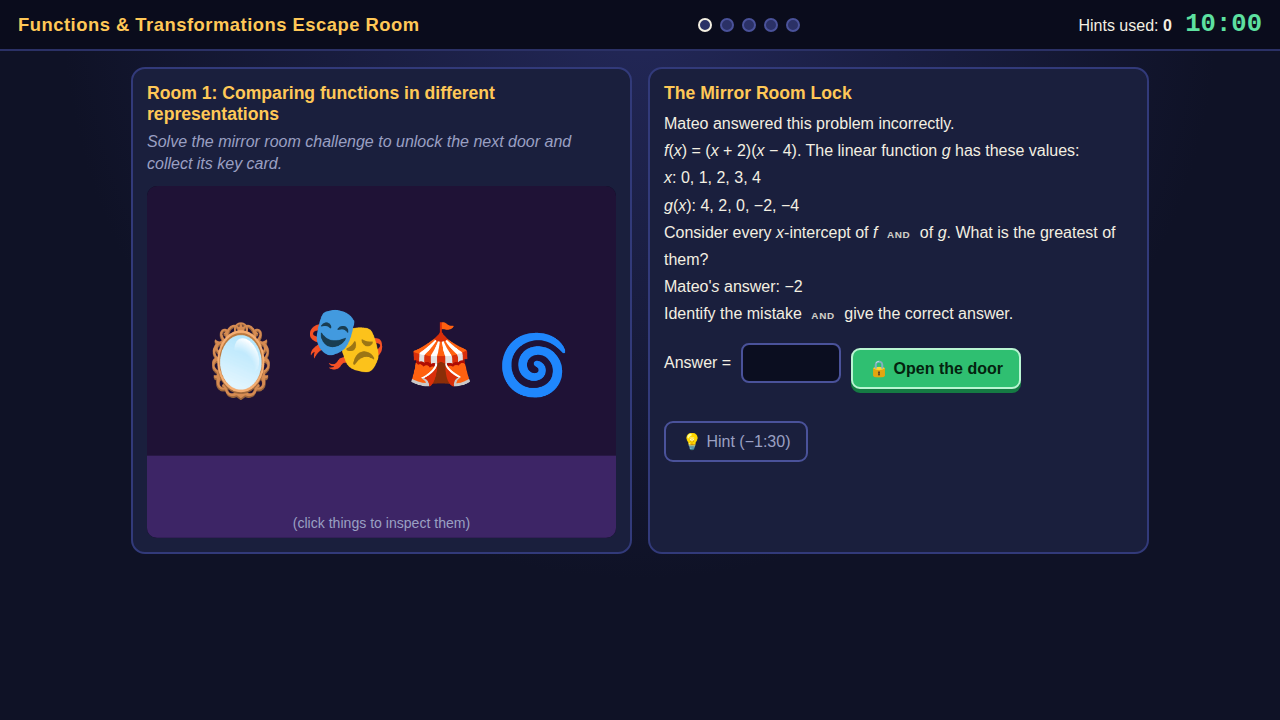 Functions & Transformations Escape Room
Hints used: 0 10:00
Room 1: Comparing functions in different
representations
Solve the mirror room challenge to unlock the next door and
collect its key card.
(click things to inspect them)
The Mirror Room Lock
Mateo answered this problem incorrectly.
f(x) = (x + 2)(x − 4). The linear function g has these values:
x: 0, 1, 2, 3, 4
g(x): 4, 2, 0, −2, −4
Consider every x-intercept of f AND of g. What is the greatest of
them?
Mateo's answer: −2
Identify the mistake AND give the correct answer.
Answer =
🔒 Open the door
💡 Hint (−1:30)